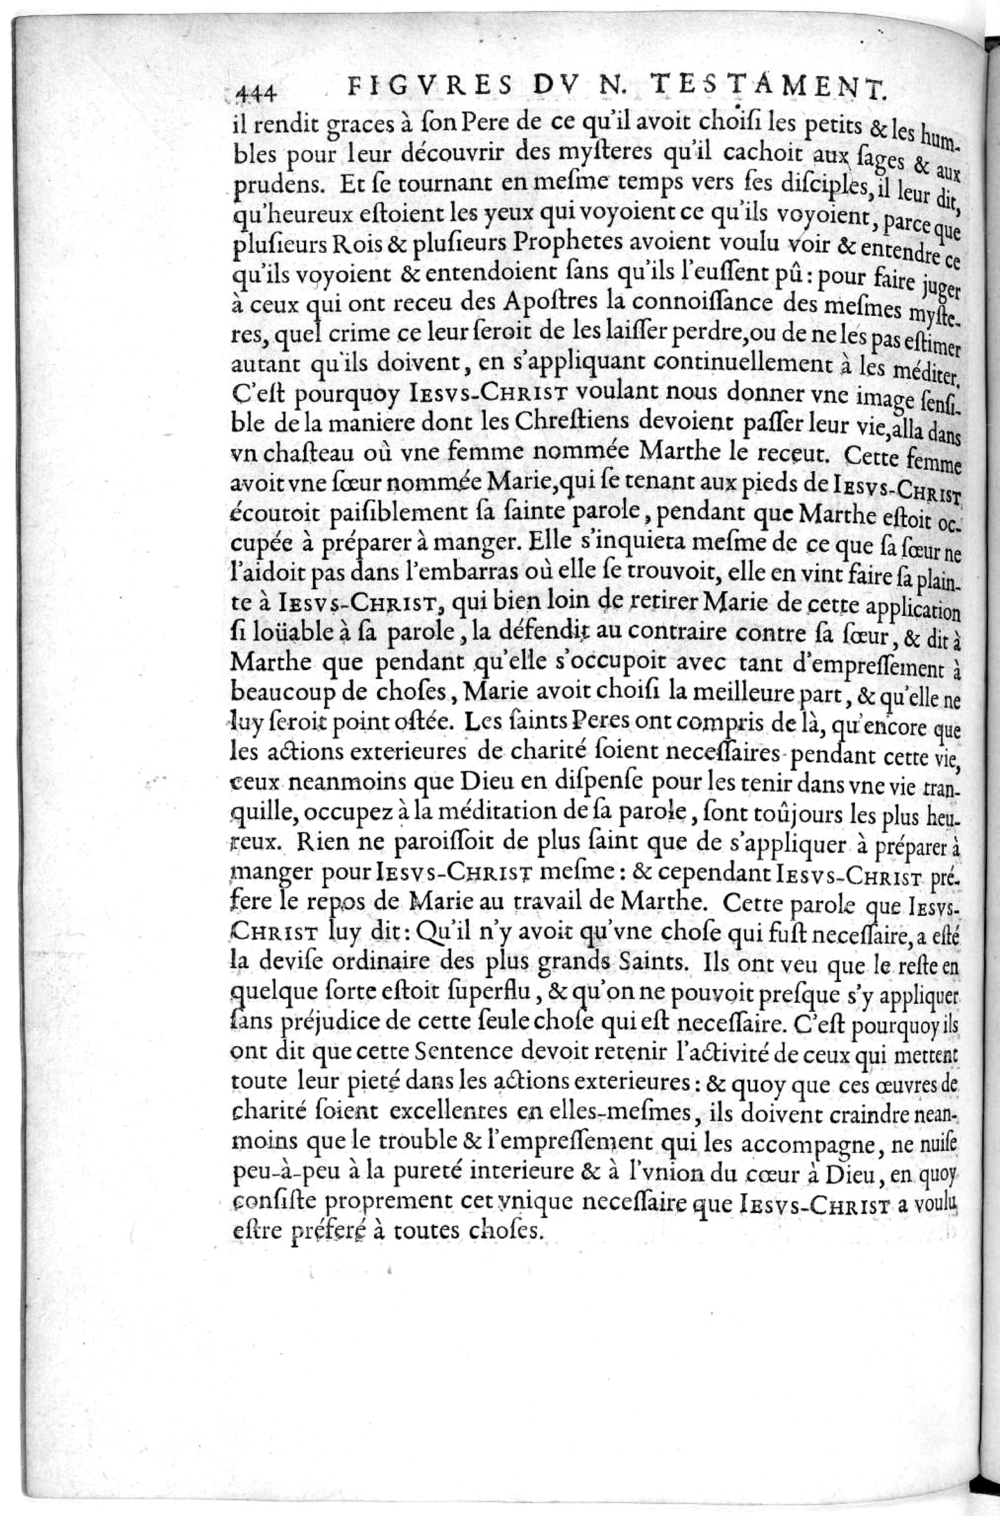 444 FIGVRES DV N. TESTAMENT.
il rendit graces à ſon Pere de ce qu'il avoit choiſi les petits & les hum-
bles pour leur découvrir des myſteres qu'il cachoit aux ſages & aux
prudens. Et ſe tournant en meſme temps vers ſes diſciples, il leur dit,
qu'heureux eſtoient les yeux qui voyoient ce qu'ils voyoient, parce que
pluſieurs Rois & pluſieurs Prophetes avoient voulu voir & entendre ce
qu'ils voyoient & entendoient ſans qu'ils l'euſſent pû : pour faire juger
à ceux qui ont receu des Apoſtres la connoiſſance des meſmes myſte-
res, quel crime ce leur ſeroit de les laiſſer perdre, ou de ne les pas eſtimer
autant qu'ils doivent, en s'appliquant continuellement à les méditer.
C'eſt pourquoy IESVS-CHRIST voulant nous donner vne image ſenſi-
ble de la maniere dont les Chreſtiens devoient paſſer leur vie, alla dans
vn chaſteau où vne femme nommée Marthe le receut. Cette femme
avoit vne ſœur nommée Marie, qui ſe tenant aux pieds de IESVS-CHRIST
écoutoit paiſiblement ſa ſainte parole, pendant que Marthe eſtoit oc-
cupée à préparer à manger. Elle s'inquieta meſme de ce que ſa ſœur ne
l'aidoit pas dans l'embarras où elle ſe trouvoit, elle en vint faire ſa plain-
te à IESVS-CHRIST, qui bien loin de retirer Marie de cette application
ſi loüable à ſa parole, la défendit au contraire contre ſa ſœur, & dit à
Marthe que pendant qu'elle s'occupoit avec tant d'empreſſement à
beaucoup de choſes, Marie avoit choiſi la meilleure part, & qu'elle ne
luy ſeroit point oſtée. Les ſaints Peres ont compris de là, qu'encore que
les actions exterieures de charité ſoient neceſſaires pendant cette vie,
ceux neanmoins que Dieu en diſpenſe pour les tenir dans vne vie tran-
quille, occupez à la méditation de ſa parole, ſont toûjours les plus heu-
reux. Rien ne paroiſſoit de plus ſaint que de s'appliquer à préparer à
manger pour IESVS-CHRIST meſme : & cependant IESVS-CHRIST pré-
fere le repos de Marie au travail de Marthe. Cette parole que IESVS-
CHRIST luy dit : Qu'il n'y avoit qu'vne choſe qui fuſt neceſſaire, a eſté
la deviſe ordinaire des plus grands Saints. Ils ont veu que le reſte en
quelque ſorte eſtoit ſuperflu, & qu'on ne pouvoit preſque s'y appliquer
ſans préjudice de cette ſeule choſe qui eſt neceſſaire. C'eſt pourquoy ils
ont dit que cette Sentence devoit retenir l'activité de ceux qui mettent
toute leur pieté dans les actions exterieures : & quoy que ces œuvres de
charité ſoient excellentes en elles-meſmes, ils doivent craindre nean-
moins que le trouble & l'empreſſement qui les accompagne, ne nuiſe
peu-à-peu à la pureté interieure & à l'vnion du cœur à Dieu, en quoy
conſiſte proprement cet vnique neceſſaire que IESVS-CHRIST a voulu
eſtre préferé à toutes choſes.